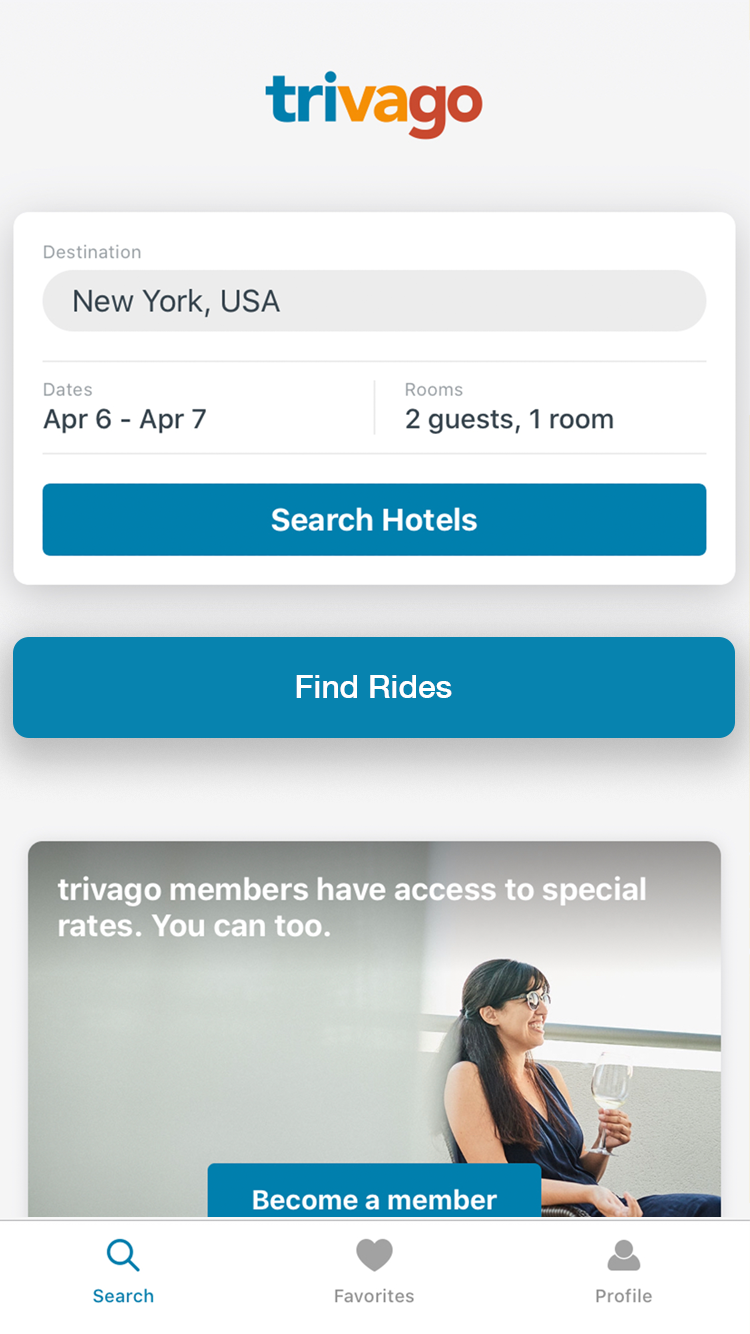 trivago
Destination
New York, USA
Dates
Apr 6 - Apr 7
Rooms
2 guests, 1 room
Search Hotels
Find Rides
trivago members have access to special
rates. You can too.
Become a member
Search
Favorites
Profile